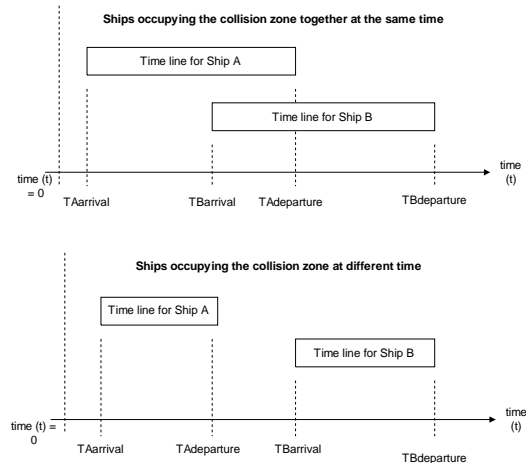 Ships occupying the collision zone together at the same time
Time line for Ship A
Time line for Ship B
time (t)
= 0
time
(t)
TAarrival
TBarrival
TAdeparture
TBdeparture
Ships occupying the collision zone at different time
Time line for Ship A
Time line for Ship B
time (t) =
0
time
(t)
TAarrival
TAdeparture
TBarrival
TBdeparture